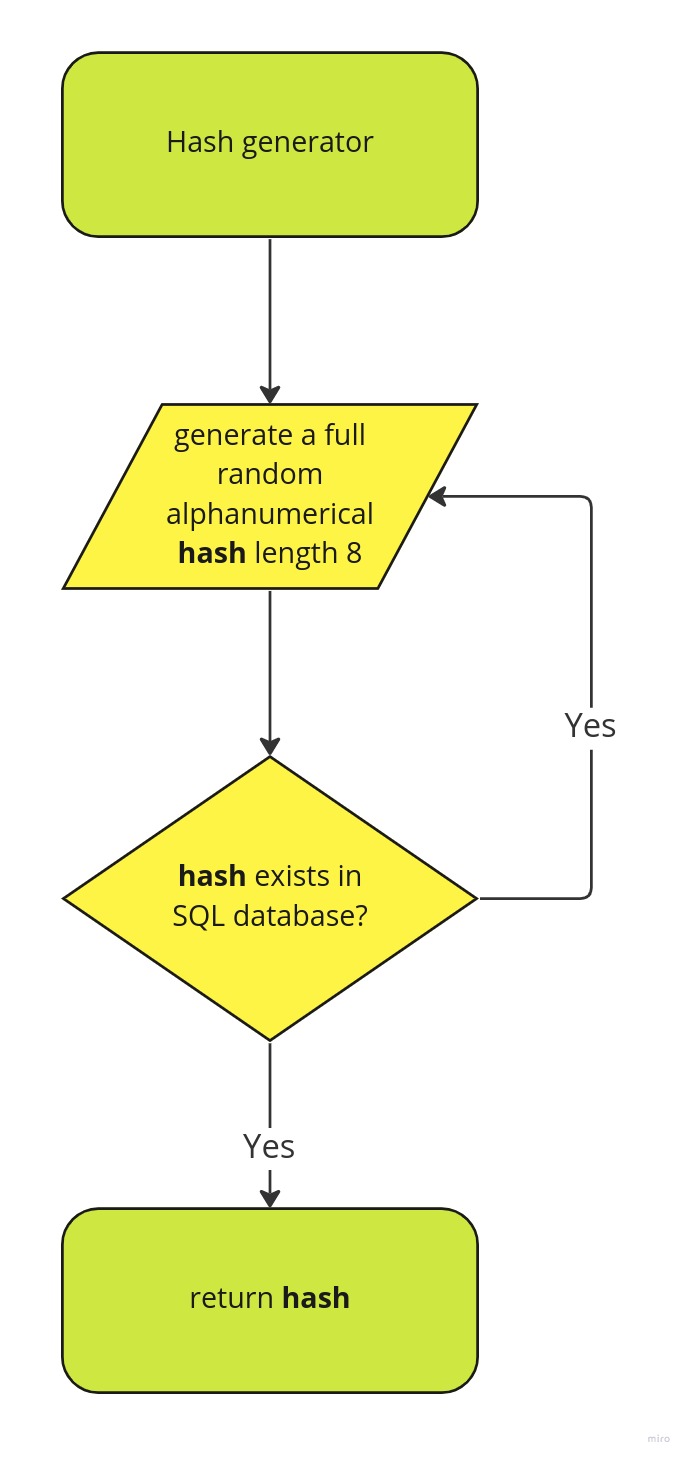 Hash generator
generate a full
random
alphanumerical
hash length 8
Yes
hash exists in
SQL database?
Yes
return hash
miro